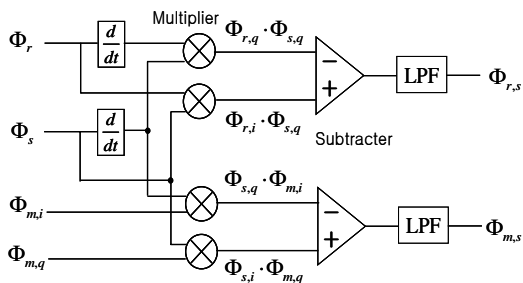 Multiplier
Φr  d/dt  Φr,q · Φs,q  −  LPF  Φr,s
+
Φr,i · Φs,q
Φs  d/dt  Subtracter
Φs,q · Φm,i
Φm,i  −  LPF  Φm,s
+
Φm,q  Φs,i · Φm,q